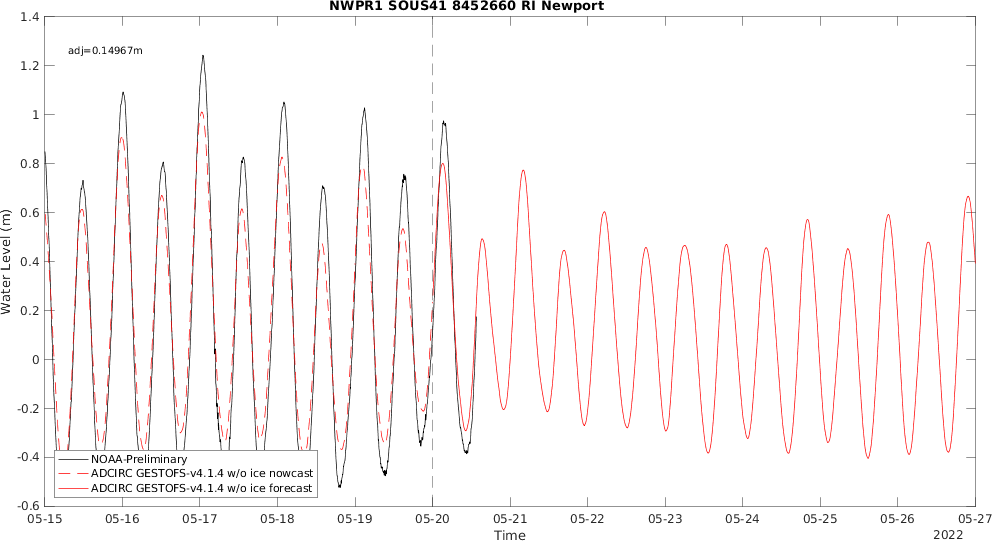 NWPR1 SOUS41 8452660 RI Newport
1.4
adj=0.14967m
1.2
1
0.8
0.6
0.4
0.2
0
-0.2
-0.4
-0.6
Water Level (m)
NOAA-Preliminary
ADCIRC GESTOFS-v4.1.4 w/o ice nowcast
ADCIRC GESTOFS-v4.1.4 w/o ice forecast
05-15 05-16 05-17 05-18 05-19 05-20 05-21 05-22 05-23 05-24 05-25 05-26 05-27
Time
2022